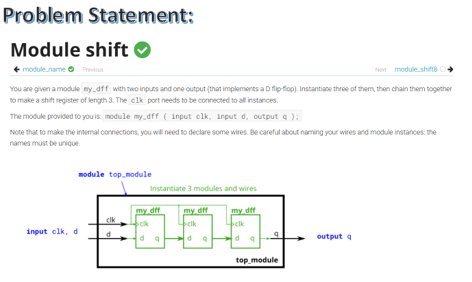 Problem Statement:
Module shift
← module_name Previous
Next module_shift8 →
You are given a module my_dff with two inputs and one output (that implements a D flip-flop). Instantiate three of them, then chain them together
to make a shift register of length 3. The clk port needs to be connected to all instances.
The module provided to you is: module my_dff ( input clk, input d, output q );
Note that to make the internal connections, you will need to declare some wires. Be careful about naming your wires and module instances: the
names must be unique.
module top_module
Instantiate 3 modules and wires
my_dff my_dff my_dff
clk clk clk clk
input clk, d
d d q d q d q q
output q
top_module